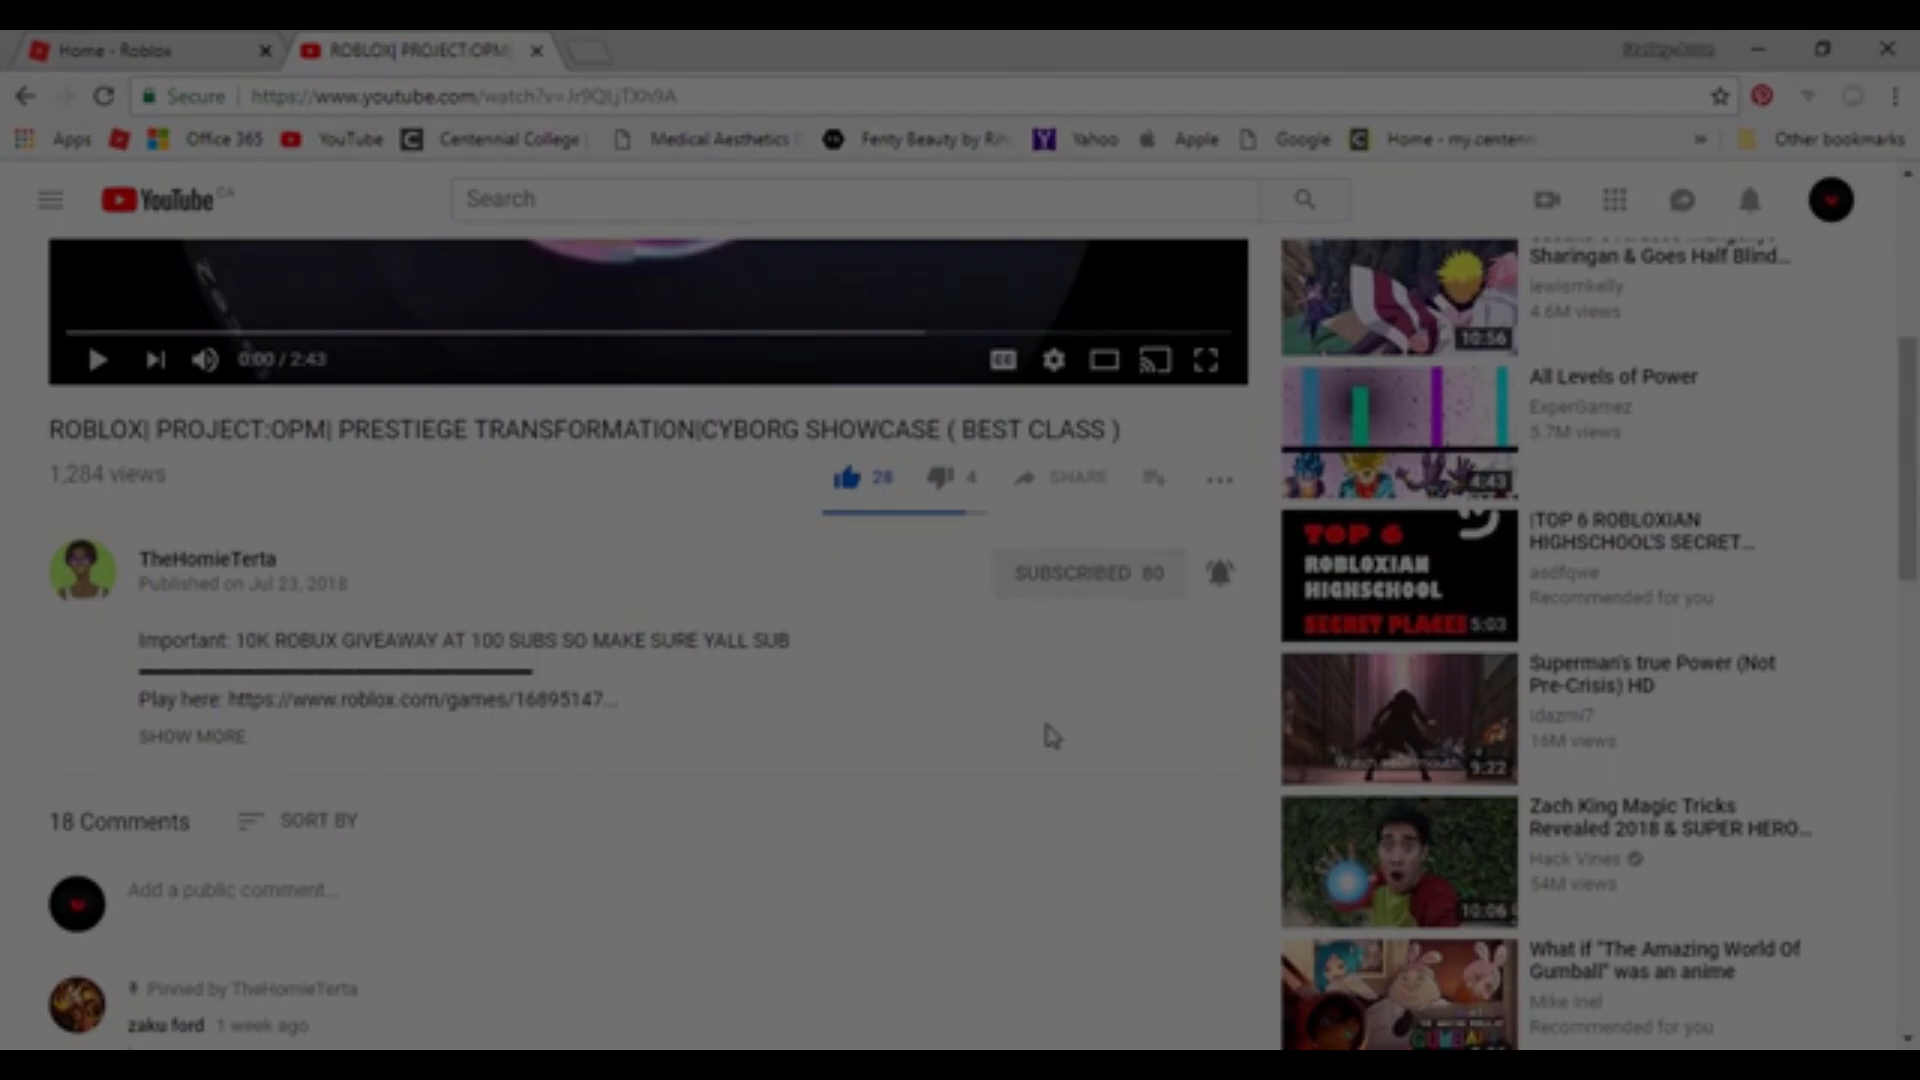 Home - Roblox
ROBLOX| PROJECT:OPM|
Secure
https://www.youtube.com/watch?v=Jr9QLjTXh9A
Apps
Office 365
YouTube
Centennial College |
Medical Aesthetics
Fenty Beauty by Rih
Yahoo
Apple
Google
Home - my.centenn
Other bookmarks
YouTube CA
Search
0:00 / 2:43
ROBLOX| PROJECT:OPM| PRESTIEGE TRANSFORMATION|CYBORG SHOWCASE ( BEST CLASS )
1,284 views
28
4
SHARE
TheHomieTerta
Published on Jul 23, 2018
SUBSCRIBED 80
Important: 10K ROBUX GIVEAWAY AT 100 SUBS SO MAKE SURE YALL SUB
Play here: https://www.roblox.com/games/16895147...
SHOW MORE
18 Comments
SORT BY
Add a public comment...
Pinned by TheHomieTerta
zaku ford 1 week ago
Sharingan & Goes Half Blind...
lewismkelly
4.6M views
10:56
All Levels of Power
ExperGamez
5.7M views
4:43
|TOP 6 ROBLOXIAN
HIGHSCHOOL'S SECRET...
asdfqwe
Recommended for you
TOP 6
ROBLOXIAN
HIGHSCHOOL
SECRET PLACES
5:03
Superman's true Power (Not
Pre-Crisis) HD
idazmi7
16M views
9:22
Zach King Magic Tricks
Revealed 2018 & SUPER HERO...
Hack Vines
54M views
10:06
What if "The Amazing World Of
Gumball" was an anime
Mike Inel
Recommended for you